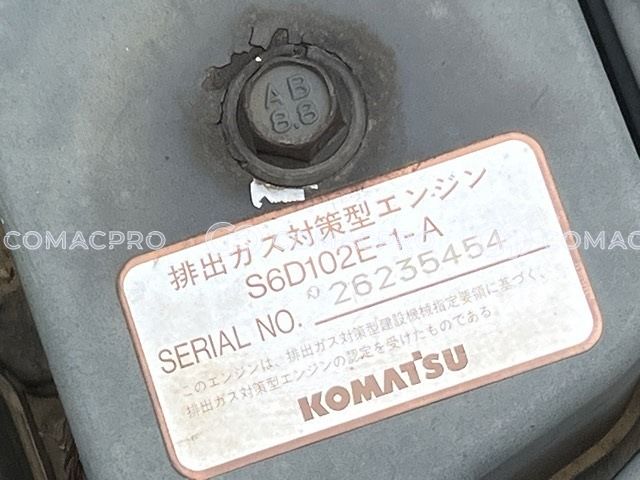 AB
8.8
COMACPRO
COMACPRO
排出ガス対策型エンジン
S6D102E-1-A
SERIAL NO. 26235454
このエンジンは、排出ガス対策型建設機械指定要領に基づく、
排出ガス対策型エンジンの認定を受けたものである。
KOMATSU